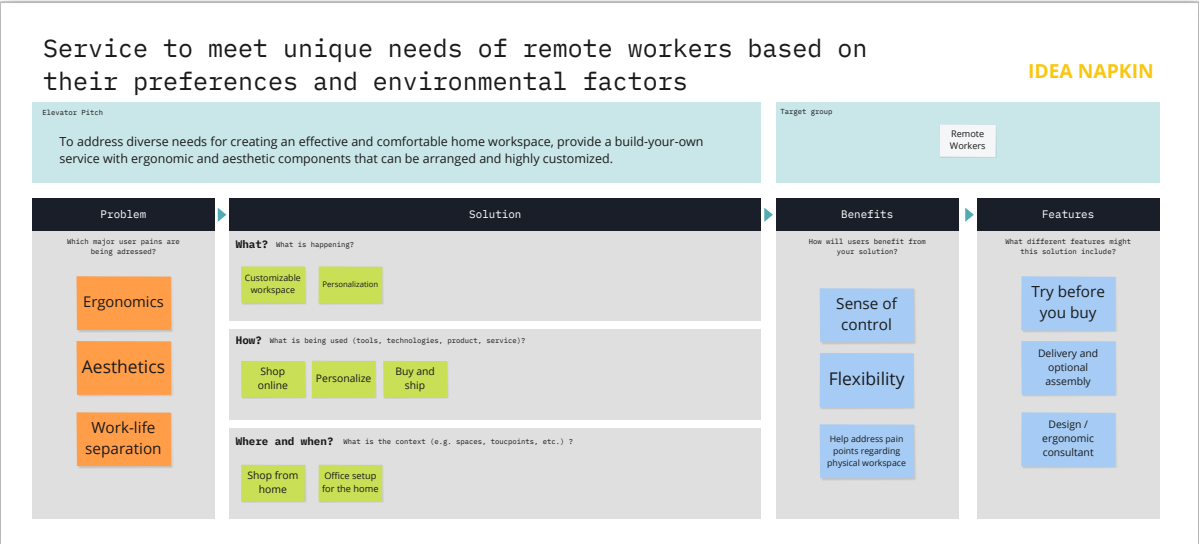 Service to meet unique needs of remote workers based on
their preferences and environmental factors
IDEA NAPKIN
Elevator Pitch
To address diverse needs for creating an effective and comfortable home workspace, provide a build-your-own
service with ergonomic and aesthetic components that can be arranged and highly customized.
Target group
Remote
Workers
Problem
Which major user pains are
being adressed?
Ergonomics
Aesthetics
Work-life
separation
Solution
What? What is happening?
Customizable
workspace
Personalization
How? What is being used (tools, technologies, product, service)?
Shop
online
Personalize
Buy and
ship
Where and when? What is the context (e.g. spaces, toucpoints, etc.) ?
Shop from
home
Office setup
for the home
Benefits
How will users benefit from
your solution?
Sense of
control
Flexibility
Help address pain
points regarding
physical workspace
Features
What different features might
this solution include?
Try before
you buy
Delivery and
optional
assembly
Design /
ergonomic
consultant